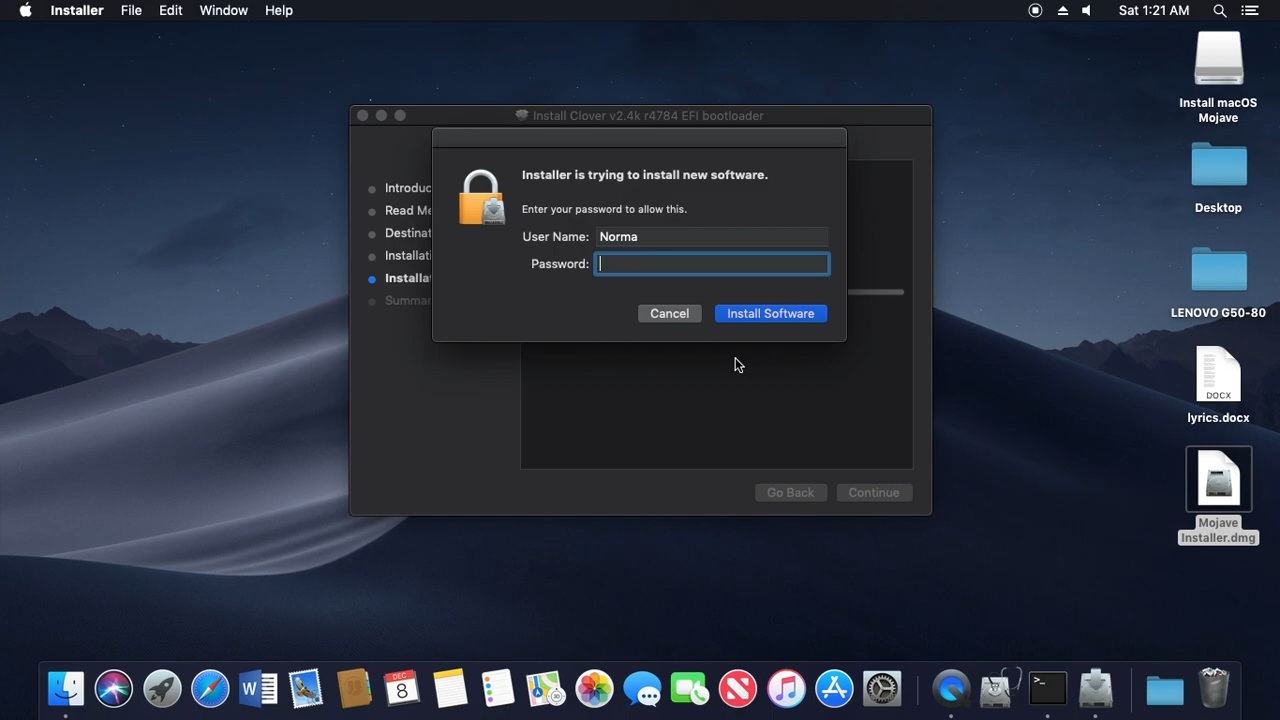 Installer File Edit Window Help
Sat 1:21 AM
Install Clover v2.4k r4784 EFI bootloader
Installer is trying to install new software.
Enter your password to allow this.
User Name: Norma
Password:
Cancel Install Software
Introduc
Read Me
Destinat
Installati
Installat
Summar
Go Back Continue
Install macOS
Mojave
Desktop
LENOVO G50-80
DOCX
lyrics.docx
Mojave
Installer.dmg
DEC
8
>_